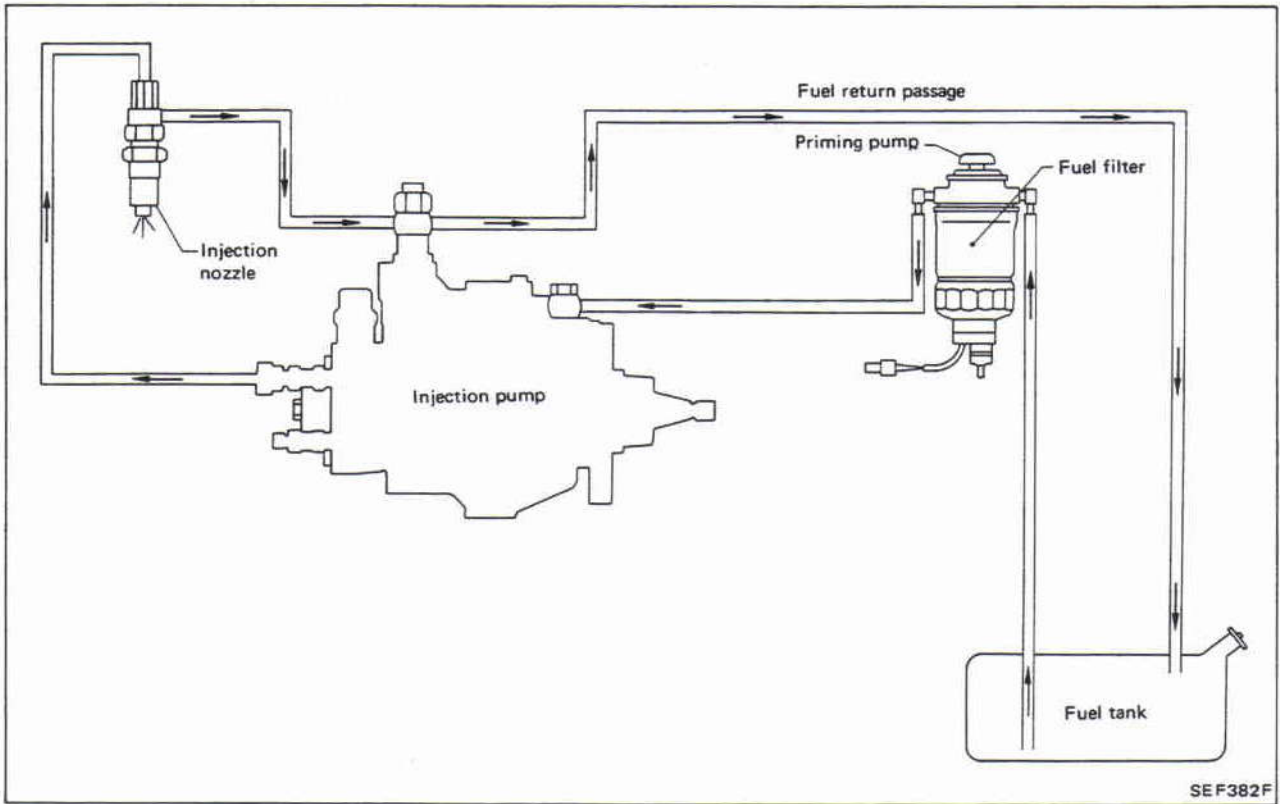 Fuel return passage
Priming pump
Fuel filter
Injection
nozzle
Injection pump
Fuel tank
SEF382F